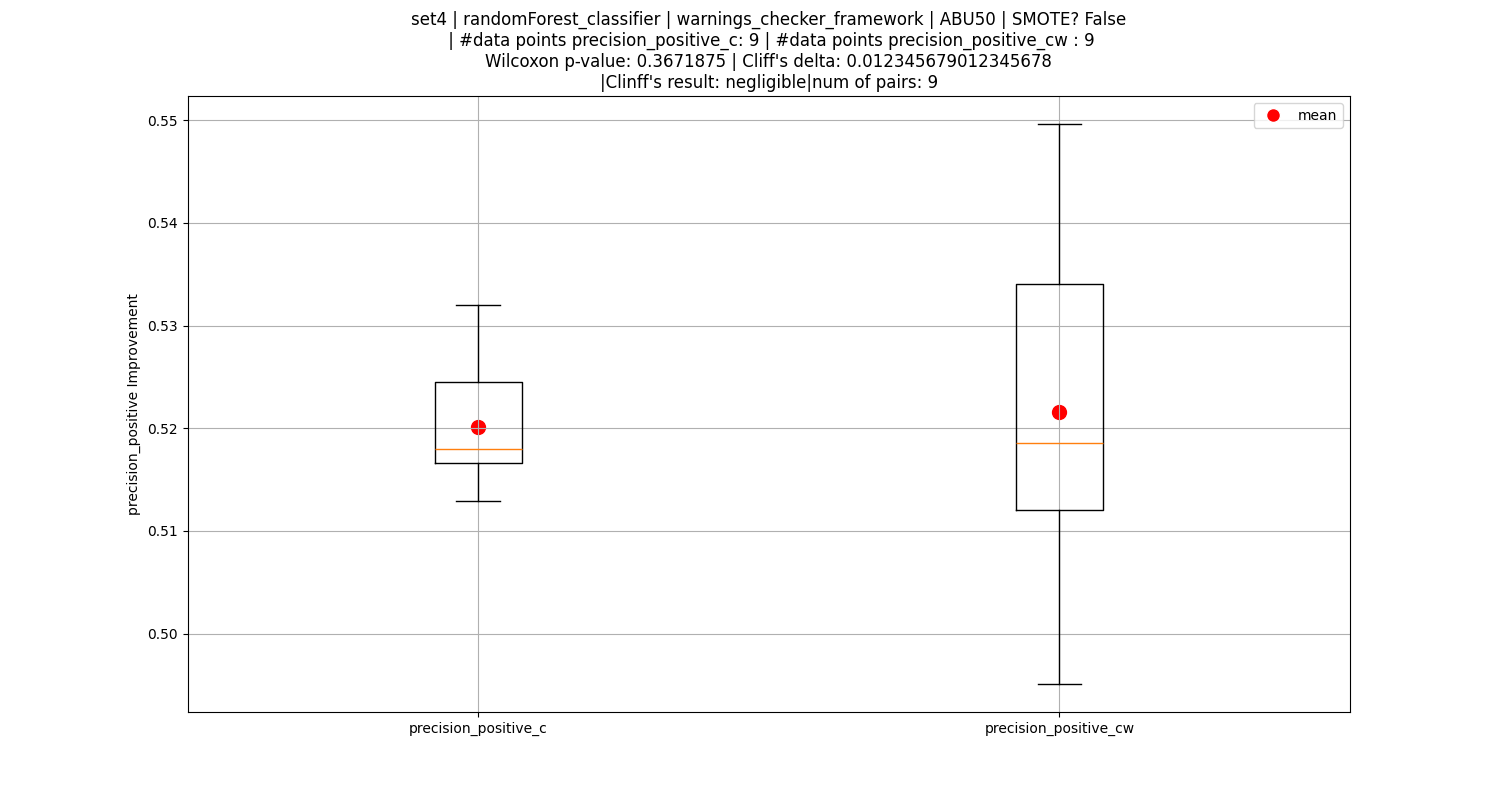 set4 | randomForest_classifier | warnings_checker_framework | ABU50 | SMOTE? False
| #data points precision_positive_c: 9 | #data points precision_positive_cw : 9
Wilcoxon p-value: 0.3671875 | Cliff's delta: 0.012345679012345678
|Clinff's result: negligible|num of pairs: 9
mean
0.55
0.54
0.53
0.52
0.51
0.50
precision_positive Improvement
precision_positive_c
precision_positive_cw